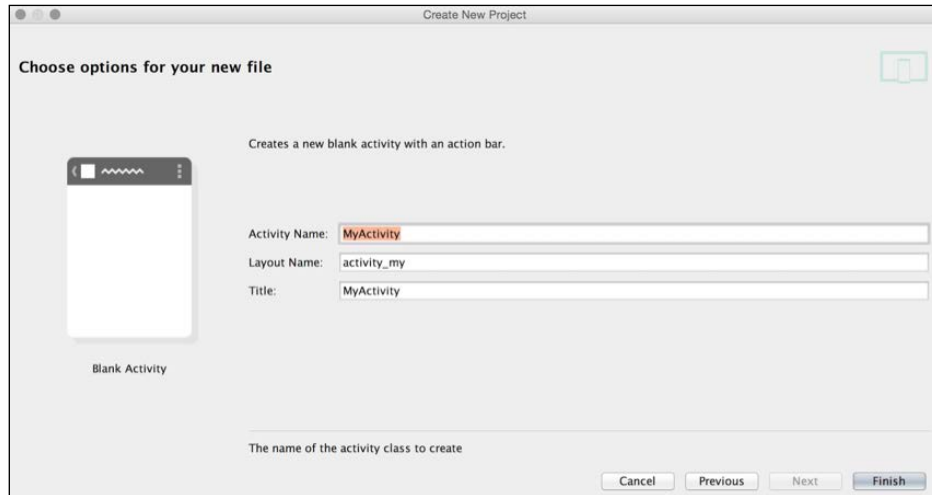 Create New Project
Choose options for your new file
Creates a new blank activity with an action bar.
Activity Name: MyActivity
Layout Name: activity_my
Title: MyActivity
Blank Activity
The name of the activity class to create
Cancel Previous Next Finish